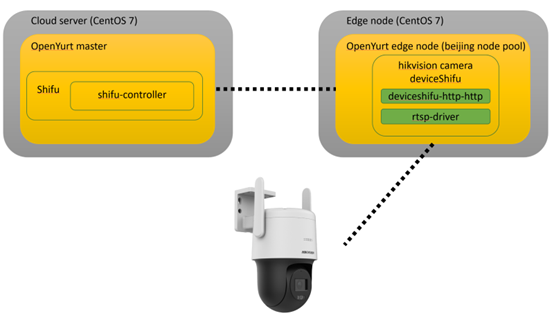 Cloud server (CentOS 7)
OpenYurt master
Shifu
shifu-controller
Edge node (CentOS 7)
OpenYurt edge node (beijing node pool)
hikvision camera
deviceShifu
deviceshifu-http-http
rtsp-driver